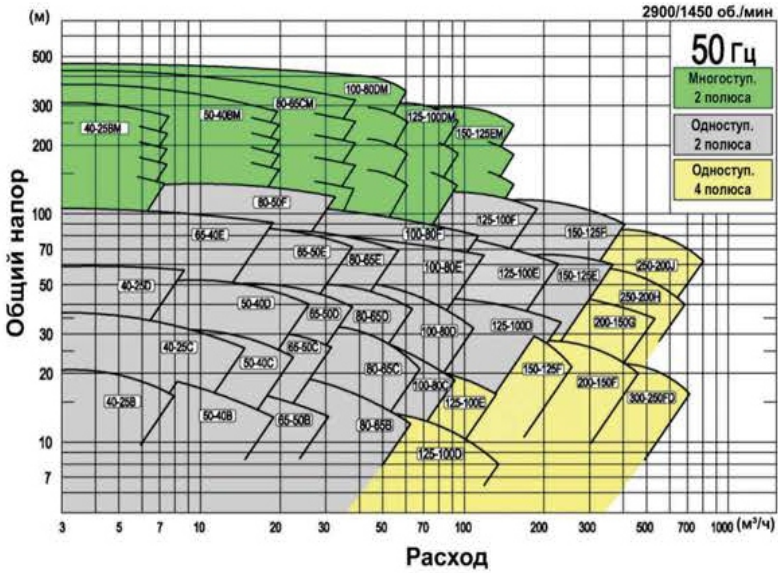 (м)
2900/1450 об./мин
50 Гц
Многоступ.
2 полюса
Одноступ.
2 полюса
Одноступ.
4 полюса
Общий напор
500
300
200
100
70
50
30
20
10
7
100-80DM
80-65CM
50-40BM
40-25BM
125-100DM
150-125EM
80-50F
125-100F
150-125F
65-40E
100-80F
65-50E
80-65E
100-80E
125-100E
150-125E
250-200J
40-25D
50-40D
65-50D
80-65D
100-80D
125-100D
250-200H
200-150G
40-25C
50-40C
65-50C
80-65C
100-80C
150-125F
200-150F
300-250FD
40-25B
50-40B
65-50B
80-65B
125-100E
125-100D
3 5 7 10 20 30 50 70 100 200 300 500 700 1000 (м³/ч)
Расход